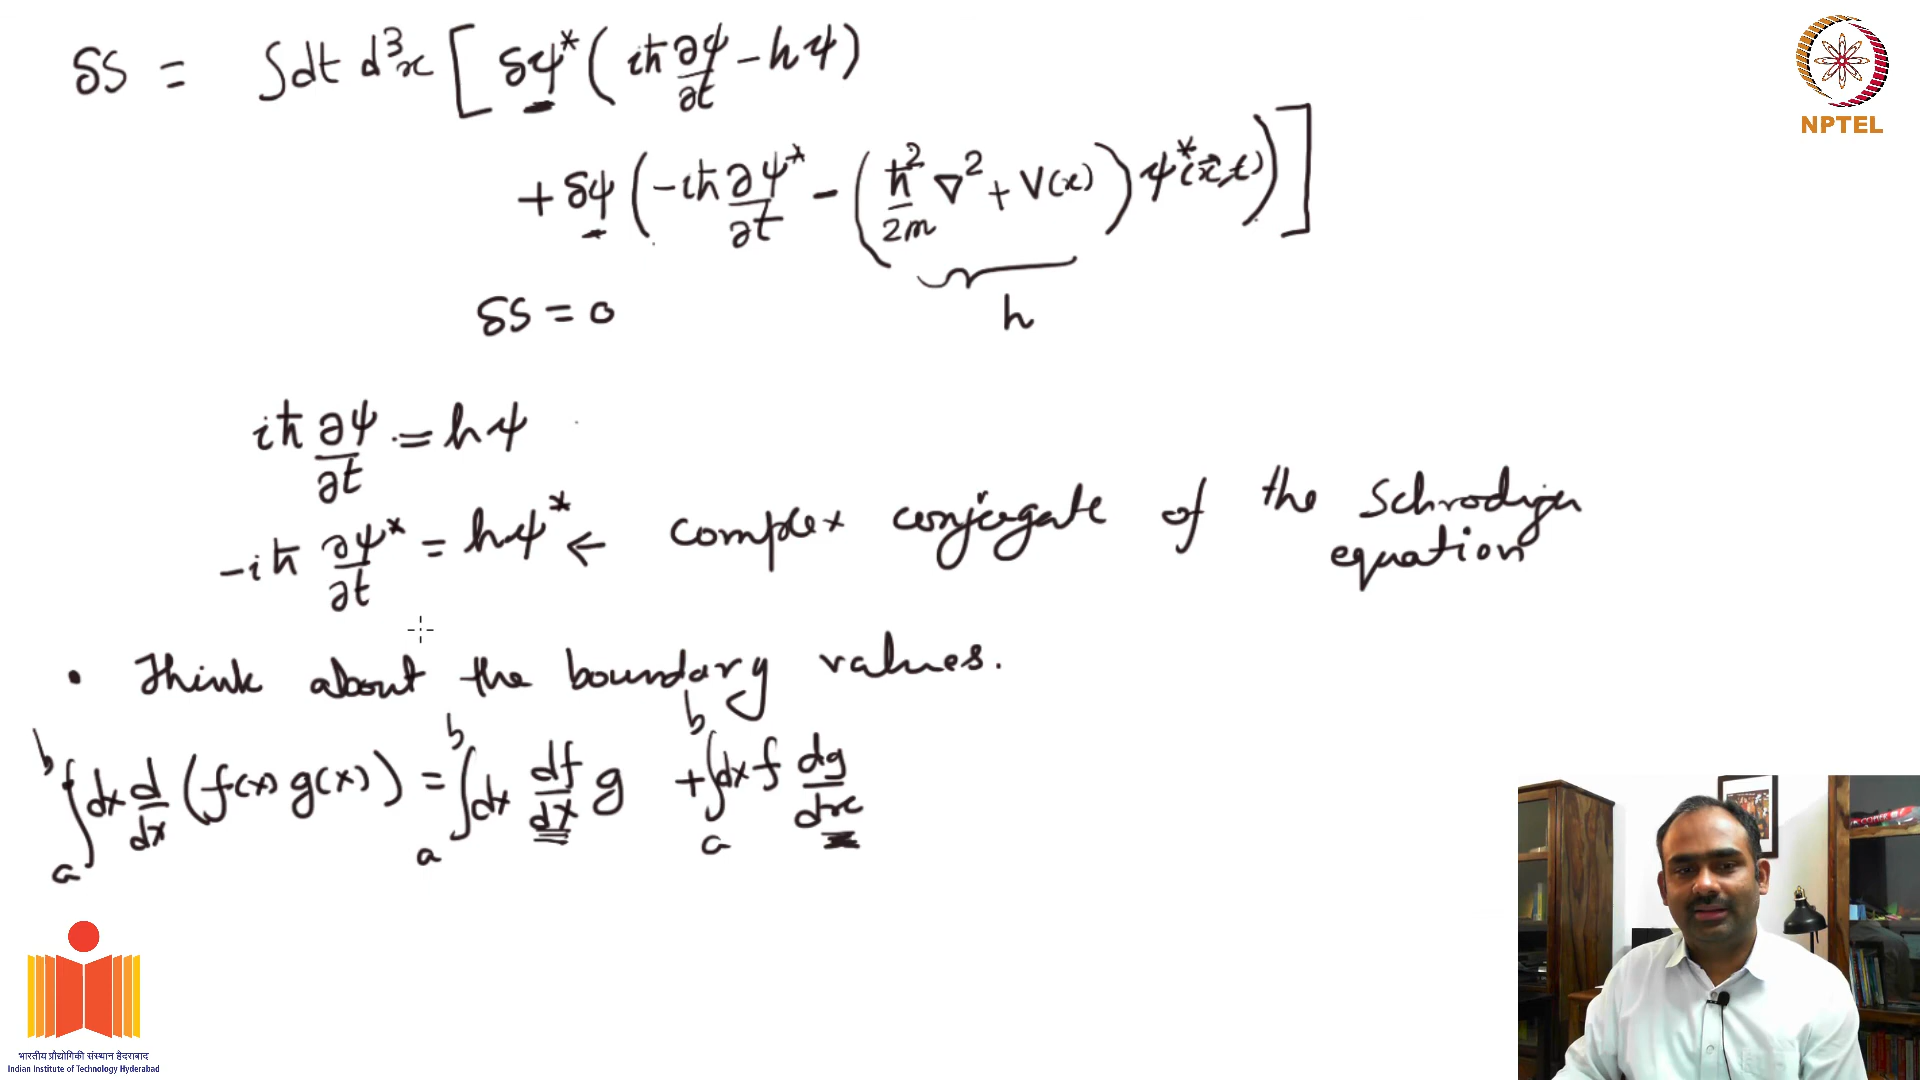 δS = ∫dt d³x [ δψ* ( iħ ∂ψ/∂t - hψ )
+ δψ ( -iħ ∂ψ*/∂t - ( ħ²/2m ∇² + V(x) ) ψ*(x⃗,t) ) ]
h
δS = 0
iħ ∂ψ/∂t = hψ
-iħ ∂ψ*/∂t = hψ* ← complex conjugate of the Schrodinger
equation
• Think about the boundary values.
∫ₐᵇ dx d/dx (f(x) g(x)) = ∫ₐᵇ dx df/dx g + ∫ₐᵇ dx f dg/dx
NPTEL
भारतीय प्रौद्योगिकी संस्थान हैदराबाद
Indian Institute of Technology Hyderabad